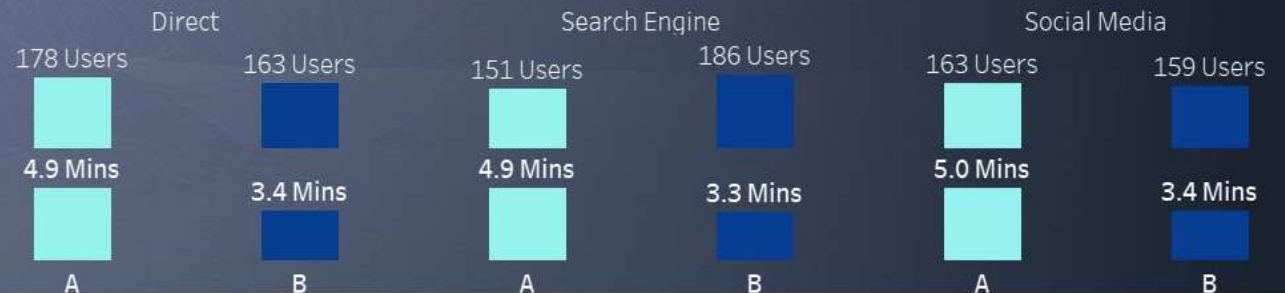 Direct
Search Engine
Social Media
178 Users
163 Users
151 Users
186 Users
163 Users
159 Users
4.9 Mins
3.4 Mins
4.9 Mins
3.3 Mins
5.0 Mins
3.4 Mins
A
B
A
B
A
B